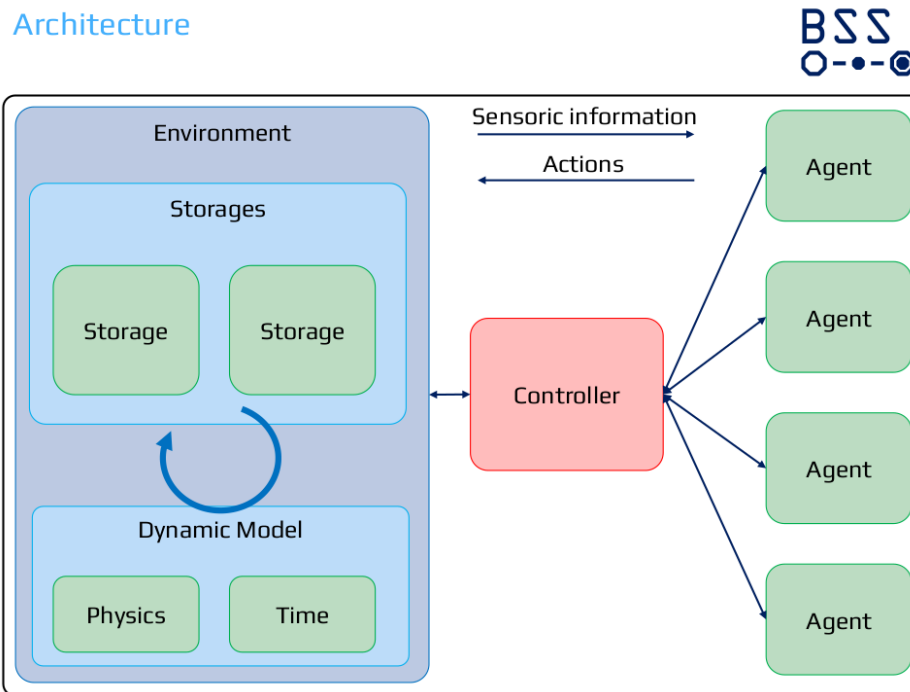 Architecture
BSS
Environment
Sensoric information
Actions
Storages
Storage
Storage
Dynamic Model
Physics
Time
Controller
Agent
Agent
Agent
Agent